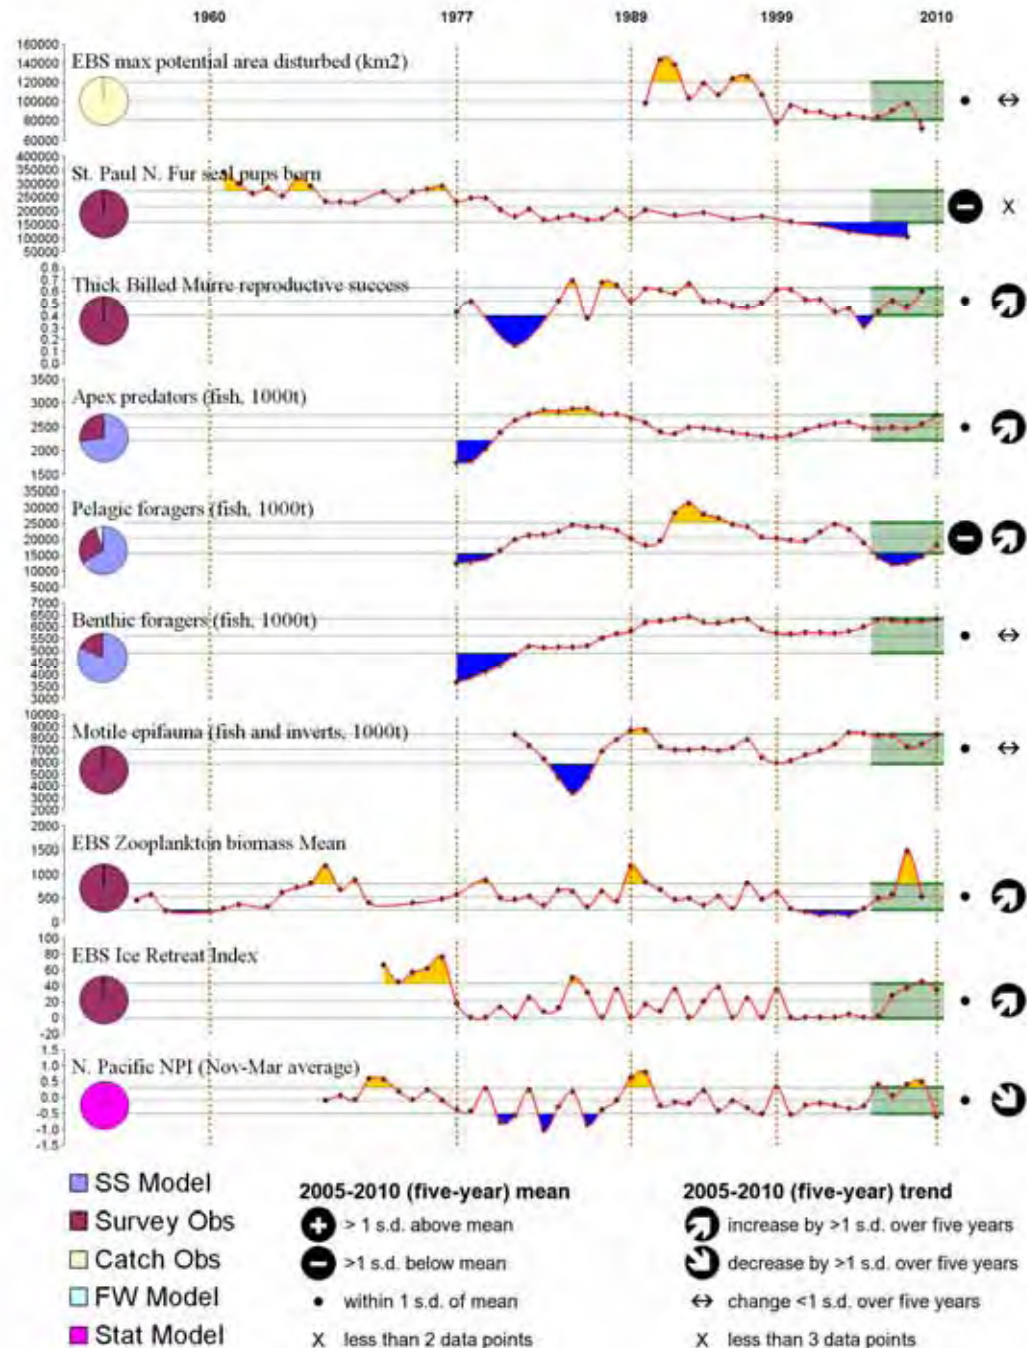 1960 1977 1989 1999 2010
EBS max potential area disturbed (km2)
160000
140000
120000
100000
80000
60000
St. Paul N. Fur seal pups born
400000
350000
300000
250000
200000
150000
100000
50000
X
Thick Billed Murre reproductive success
0.8
0.7
0.6
0.5
0.4
0.3
0.2
0.1
0.0
Apex predators (fish, 1000t)
3500
3000
2500
2000
1500
Pelagic foragers (fish, 1000t)
35000
30000
25000
20000
15000
10000
5000
Benthic foragers (fish, 1000t)
7000
6500
6000
5500
5000
4500
4000
3500
3000
Motile epifauna (fish and inverts, 1000t)
10000
9000
8000
7000
6000
5000
4000
3000
2000
EBS Zooplankton biomass Mean
2000
1500
1000
500
0
EBS Ice Retreat Index
100
80
60
40
20
0
-20
N. Pacific NPI (Nov-Mar average)
1.5
1.0
0.5
0.0
-0.5
-1.0
-1.5
SS Model
Survey Obs
Catch Obs
FW Model
Stat Model
2005-2010 (five-year) mean
> 1 s.d. above mean
>1 s.d. below mean
within 1 s.d. of mean
X less than 2 data points
2005-2010 (five-year) trend
increase by >1 s.d. over five years
decrease by >1 s.d. over five years
↔ change <1 s.d. over five years
X less than 3 data points